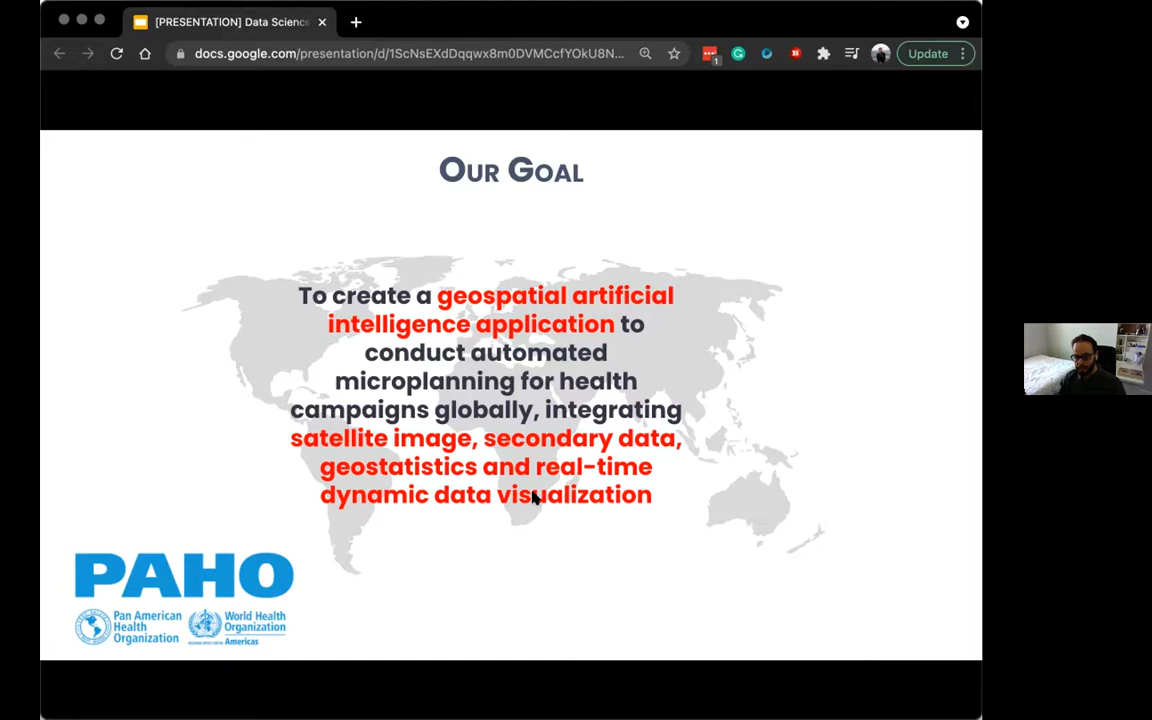 [PRESENTATION] Data Science
docs.google.com/presentation/d/1ScNsEXdDqqwx8m0DVMCcfYOkU8N...
1
Update
OUR GOAL
To create a geospatial artificial
intelligence application to
conduct automated
microplanning for health
campaigns globally, integrating
satellite image, secondary data,
geostatistics and real-time
dynamic data visualization
PAHO
Pan American
Health
Organization
World Health
Organization
Americas